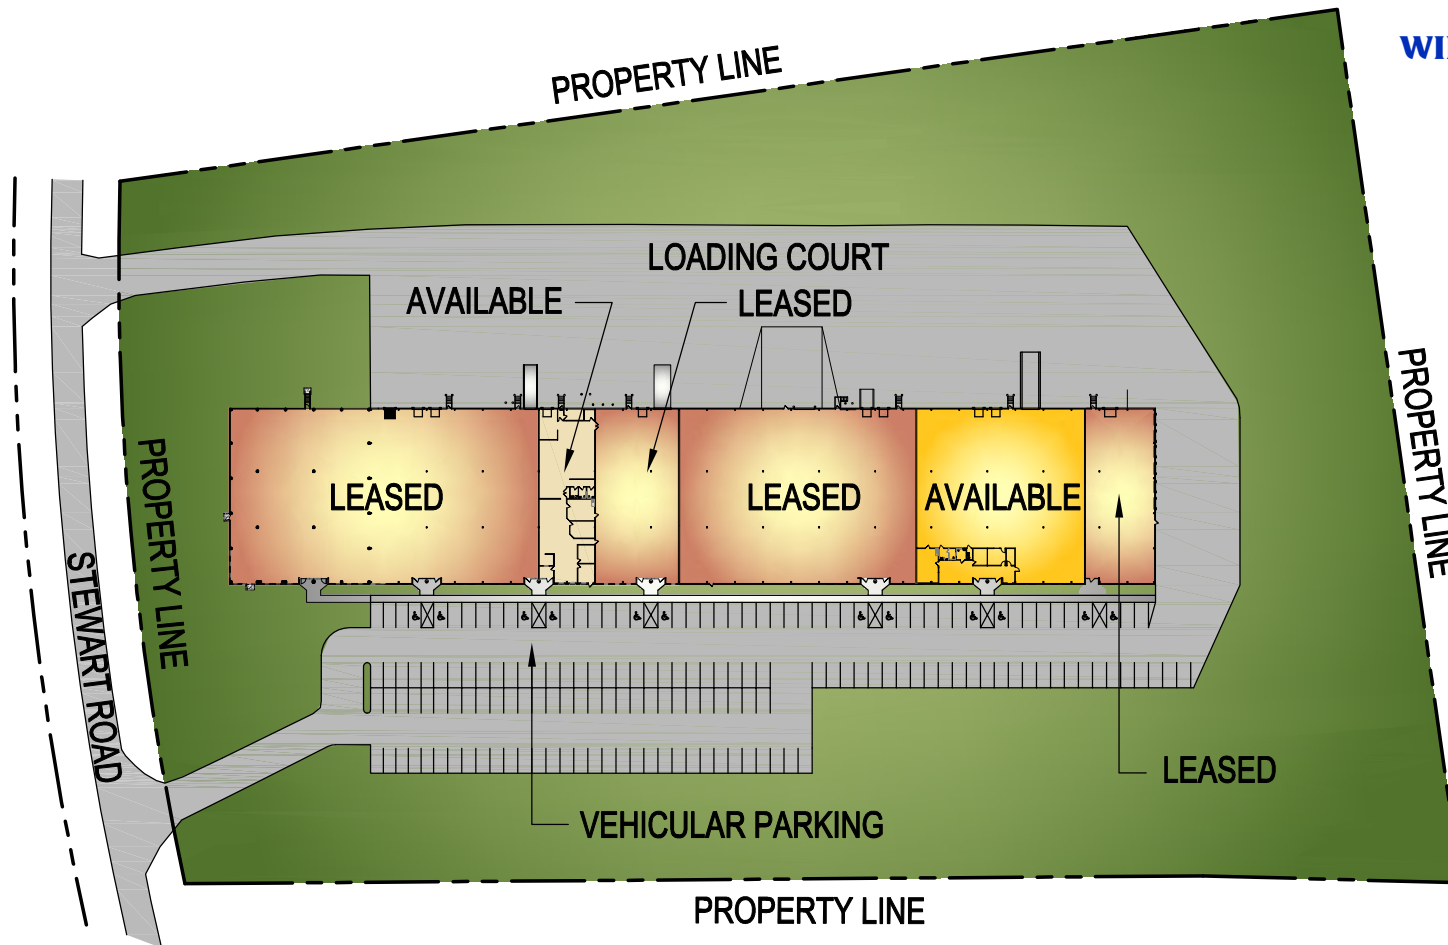 PROPERTY LINE
LOADING COURT
AVAILABLE
LEASED
PROPERTY LINE
PROPERTY LINE
LEASED
LEASED
AVAILABLE
STEWART ROAD
LEASED
VEHICULAR PARKING
PROPERTY LINE